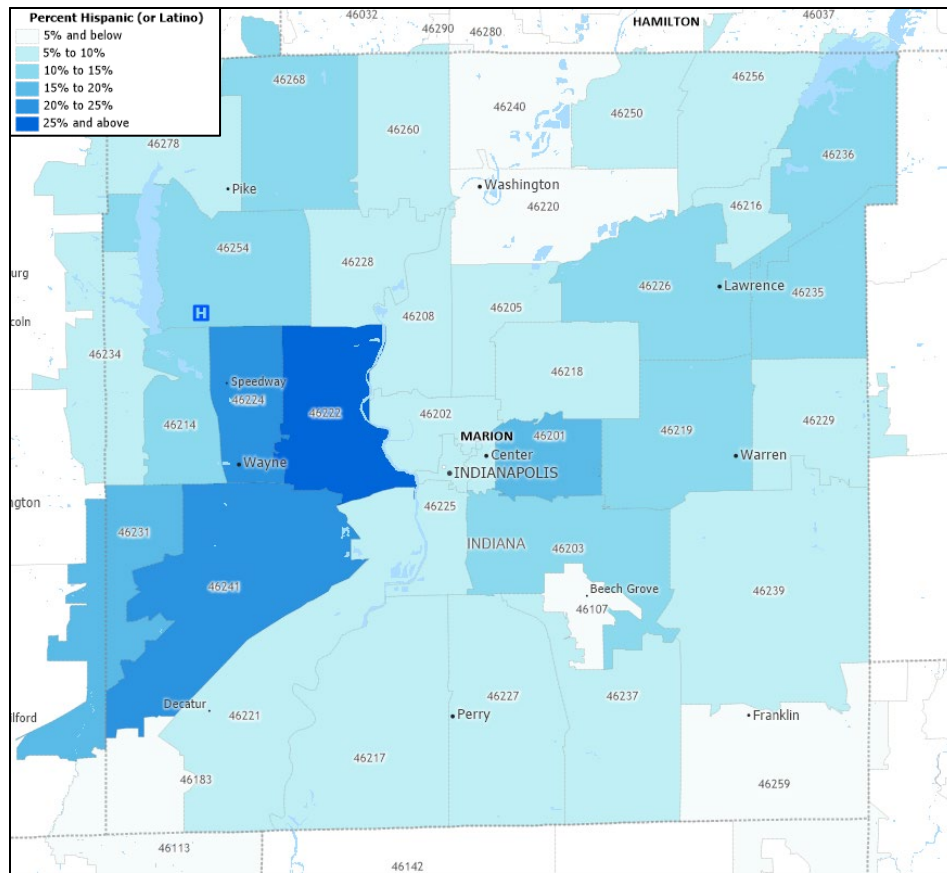 Percent Hispanic (or Latino)
5% and below
5% to 10%
10% to 15%
15% to 20%
20% to 25%
25% and above
46032
46290
46280
HAMILTON
46037
46268
46260
46240
46250
46256
46278
46236
Pike
Washington
46220
46216
46254
46228
46226
Lawrence
46235
urg
H
46208
46205
coln
46234
46218
Speedway
46224
46222
46202
46214
46201
46219
46229
MARION
Wayne
Center
Warren
INDIANAPOLIS
ngton
46225
46231
INDIANA
46203
46241
Beech Grove
46239
46107
Decatur
46221
46227
46237
ilford
Perry
Franklin
46217
46183
46259
46113
46142